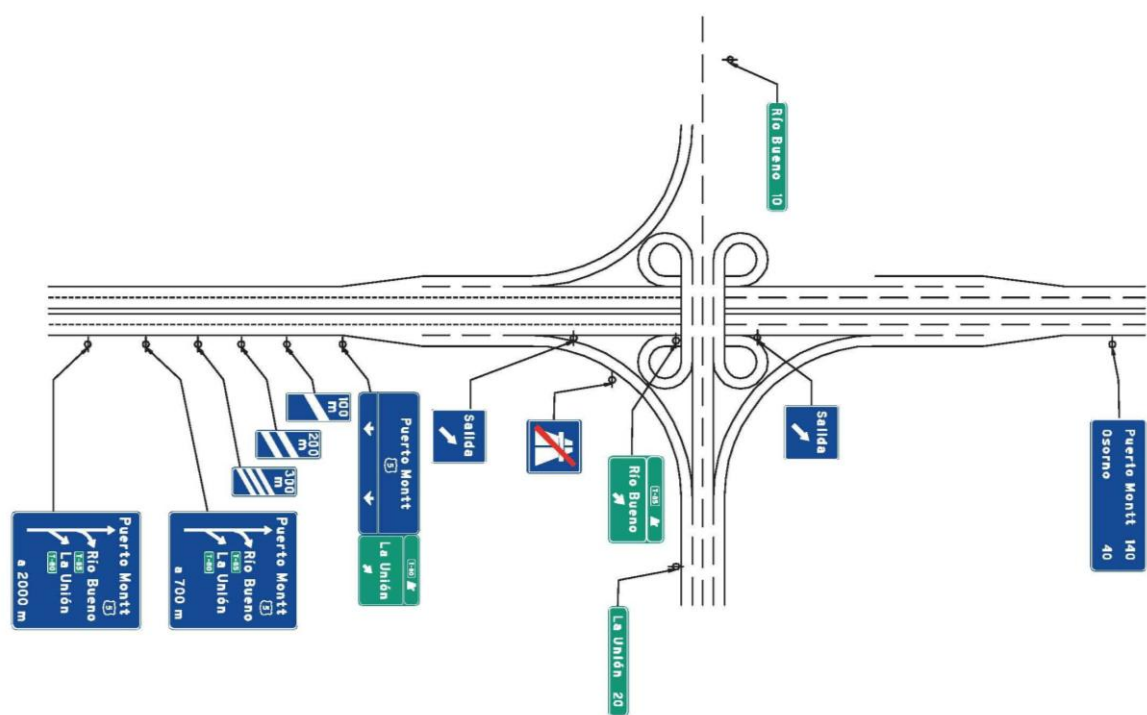 Puerto Montt 140
Osorno 40
Salida
Río Bueno 10
T-85
Río Bueno
La Unión 20
Salida
Puerto Montt
5
T-80
La Unión
100
m
200
m
300
m
Puerto Montt
5
Río Bueno
T-85
La Unión
T-80
a 700 m
Puerto Montt
5
Río Bueno
T-85
La Unión
T-80
a 2000 m